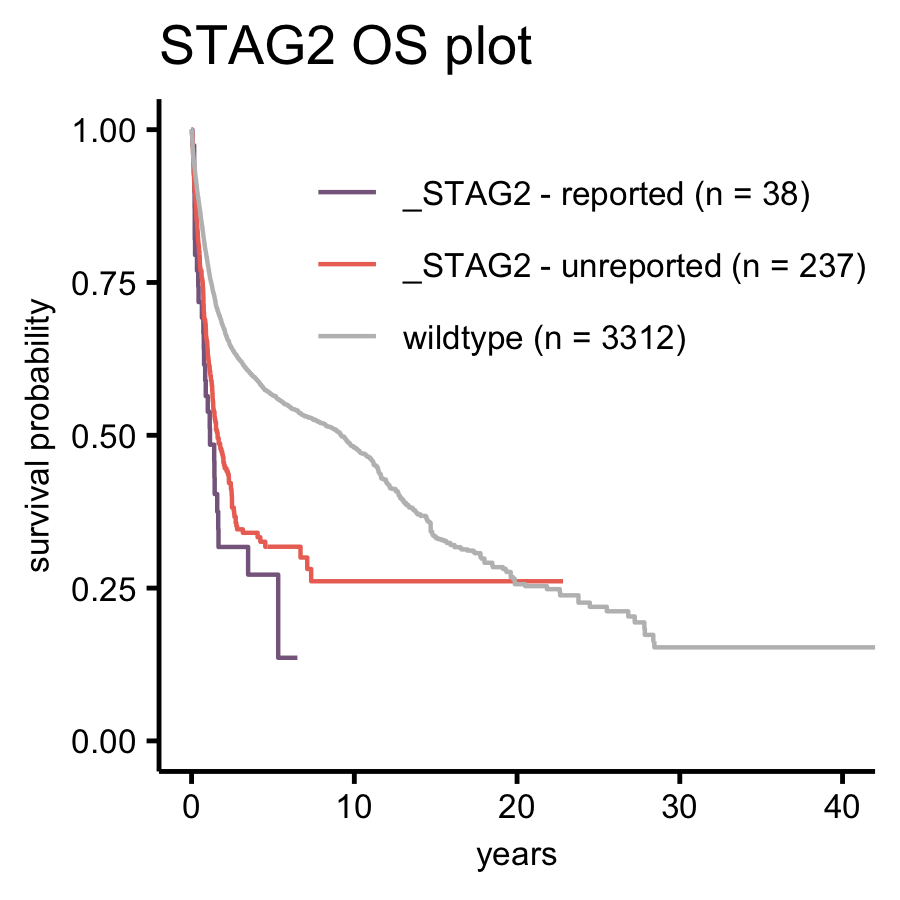 STAG2 OS plot
1.00
_STAG2 - reported (n = 38)
_STAG2 - unreported (n = 237)
0.75
wildtype (n = 3312)
survival probability
0.50
0.25
0.00
0 10 20 30 40
years